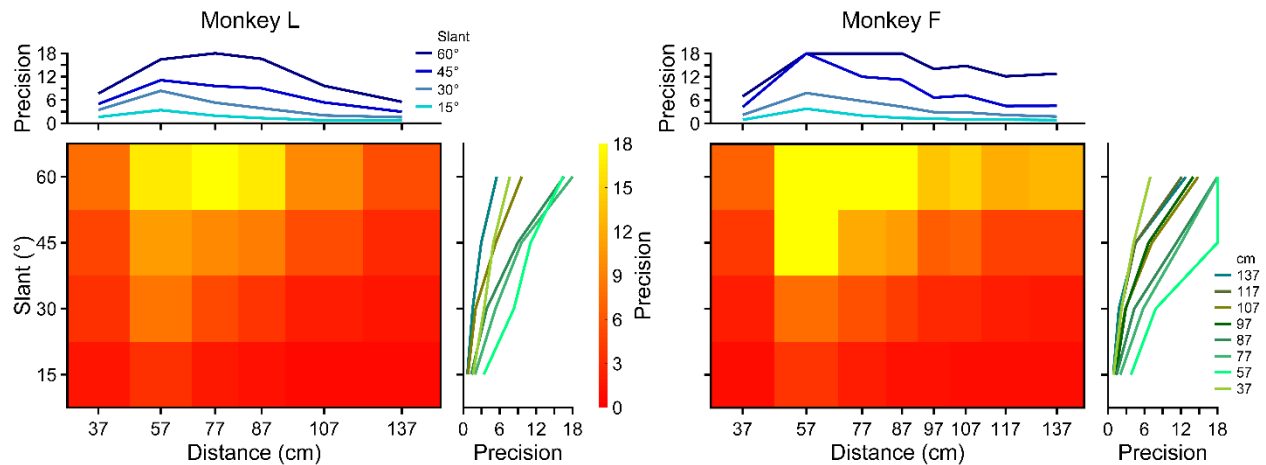 Monkey L
Precision
18
12
6
0
Slant
60°
45°
30°
15°
Slant (°)
60
45
30
15
37 57 77 87 107 137
Distance (cm)
0 6 12 18
Precision
18
15
12
9
6
3
0
Precision
Monkey F
Precision
18
12
6
0
37 57 77 87 97 107 117 137
Distance (cm)
0 6 12 18
Precision
cm
137
117
107
97
87
77
57
37